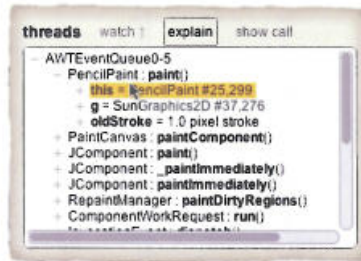 threads watch ↑ explain show call
AWTEventQueue0-5
PencilPaint : paint()
this = PencilPaint #25,299
g = SunGraphics2D #37,276
oldStroke = 1.0 pixel stroke
PaintCanvas : paintComponent()
JComponent : paint()
JComponent : _paintImmediately()
JComponent : paintImmediately()
RepaintManager : paintDirtyRegions()
ComponentWorkRequest : run()